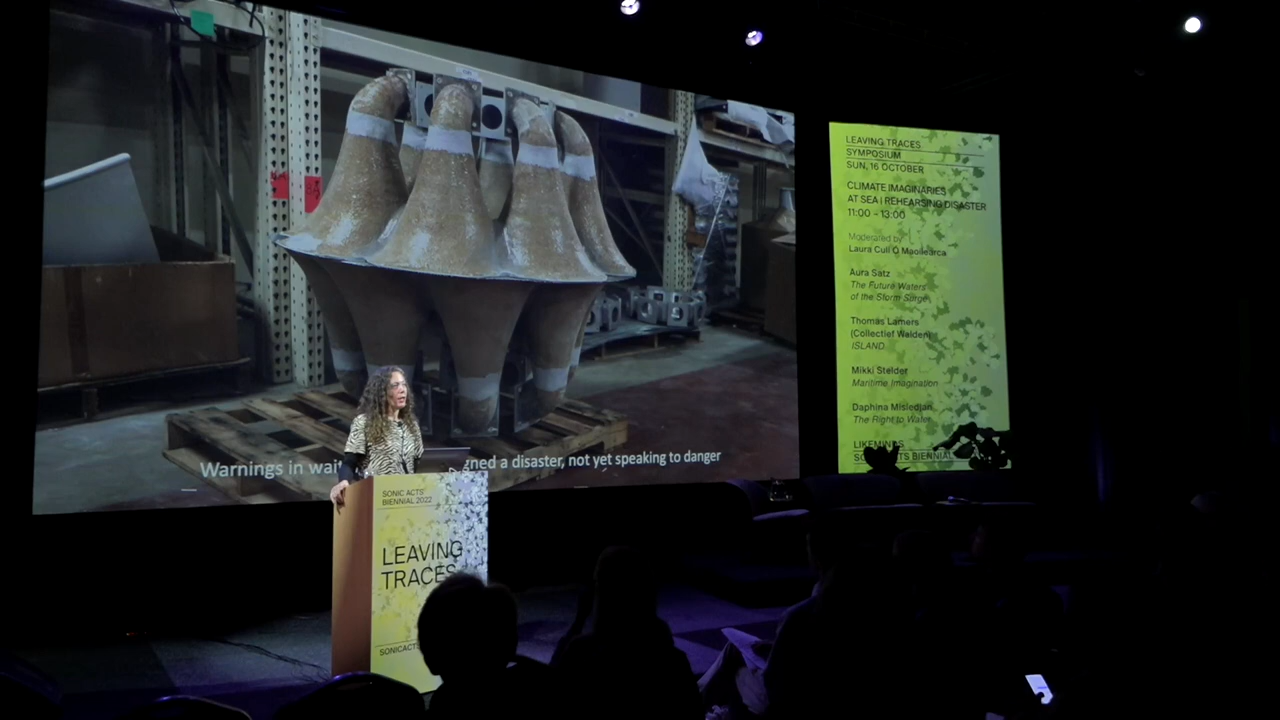 Warnings in wai
ned a disaster, not yet speaking to danger
SONIC ACTS
BIENNIAL 2022
LEAVING
TRACES
SONICACTS
LEAVING TRACES
SYMPOSIUM
SUN, 16 OCTOBER
CLIMATE IMAGINARIES
AT SEA | REHEARSING DISASTER
11:00 – 13:00
Moderated by
Laura Cull Ó Maoilearca
Aura Satz
The Future Waters
of the Storm Surge
Thomas Lamers
(Collectief Walden)
ISLAND
Mikki Stelder
Maritime Imagination
Daphina Misiedjan
The Right to Water
LIKEMINDS
BIENNIAL